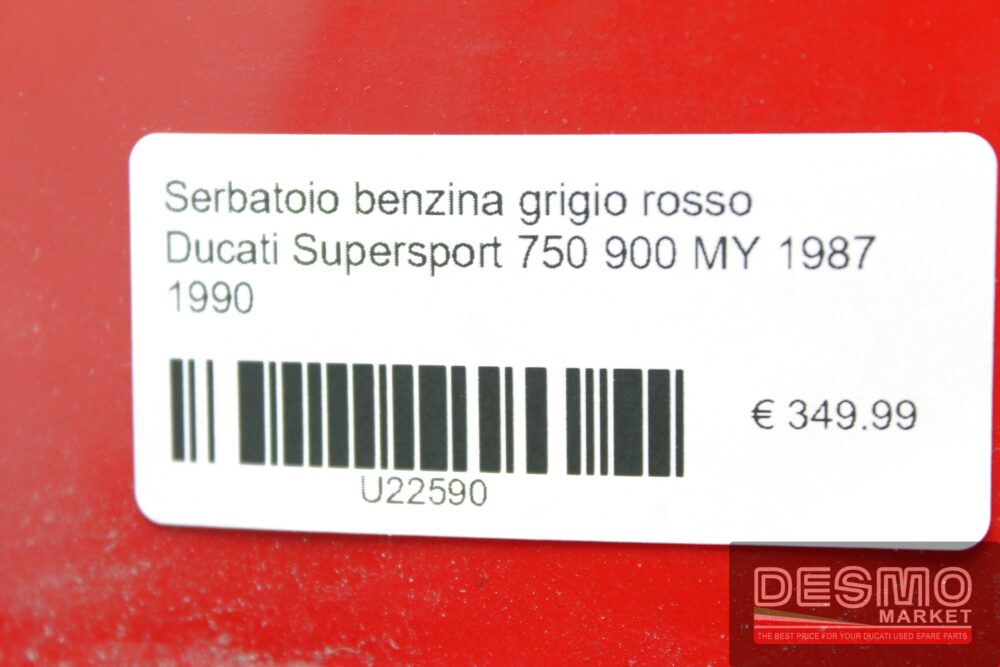 Serbatoio benzina grigio rosso
Ducati Supersport 750 900 MY 1987
1990
€ 349.99
U22590
DESMO
MARKET
THE BEST PRICE FOR YOUR DUCATI USED SPARE PARTS